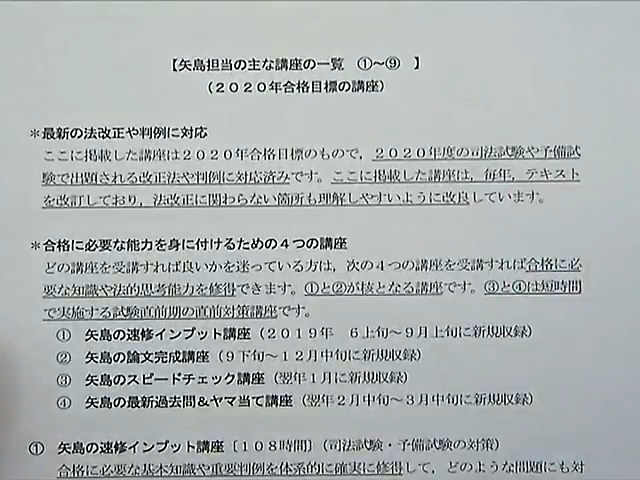 【矢島担当の主な講座の一覧　①～⑨　】
（２０２０年合格目標の講座）
＊最新の法改正や判例に対応
ここに掲載した講座は２０２０年合格目標のもので，２０２０年度の司法試験や予備試
験で出題される改正法や判例に対応済みです。ここに掲載した講座は，毎年，テキスト
を改訂しており，法改正に関わらない箇所も理解しやすいように改良しています。
＊合格に必要な能力を身に付けるための４つの講座
どの講座を受講すれば良いかを迷っている方は，次の４つの講座を受講すれば合格に必
要な知識や法的思考能力を修得できます。①と②が核となる講座です。③と④は短時間
で実施する試験直前期の直前対策講座です。
①　矢島の速修インプット講座（２０１９年　６上旬～９月上旬に新規収録）
②　矢島の論文完成講座（９下旬～１２月中旬に新規収録）
③　矢島のスピードチェック講座（翌年１月に新規収録）
④　矢島の最新過去問＆ヤマ当て講座（翌年２月中旬～３月中旬に新規収録）
①　矢島の速修インプット講座〔１０８時間〕（司法試験・予備試験の対策）
合格に必要な基本知識や重要判例を体系的に確実に修得して，どのような問題にも対